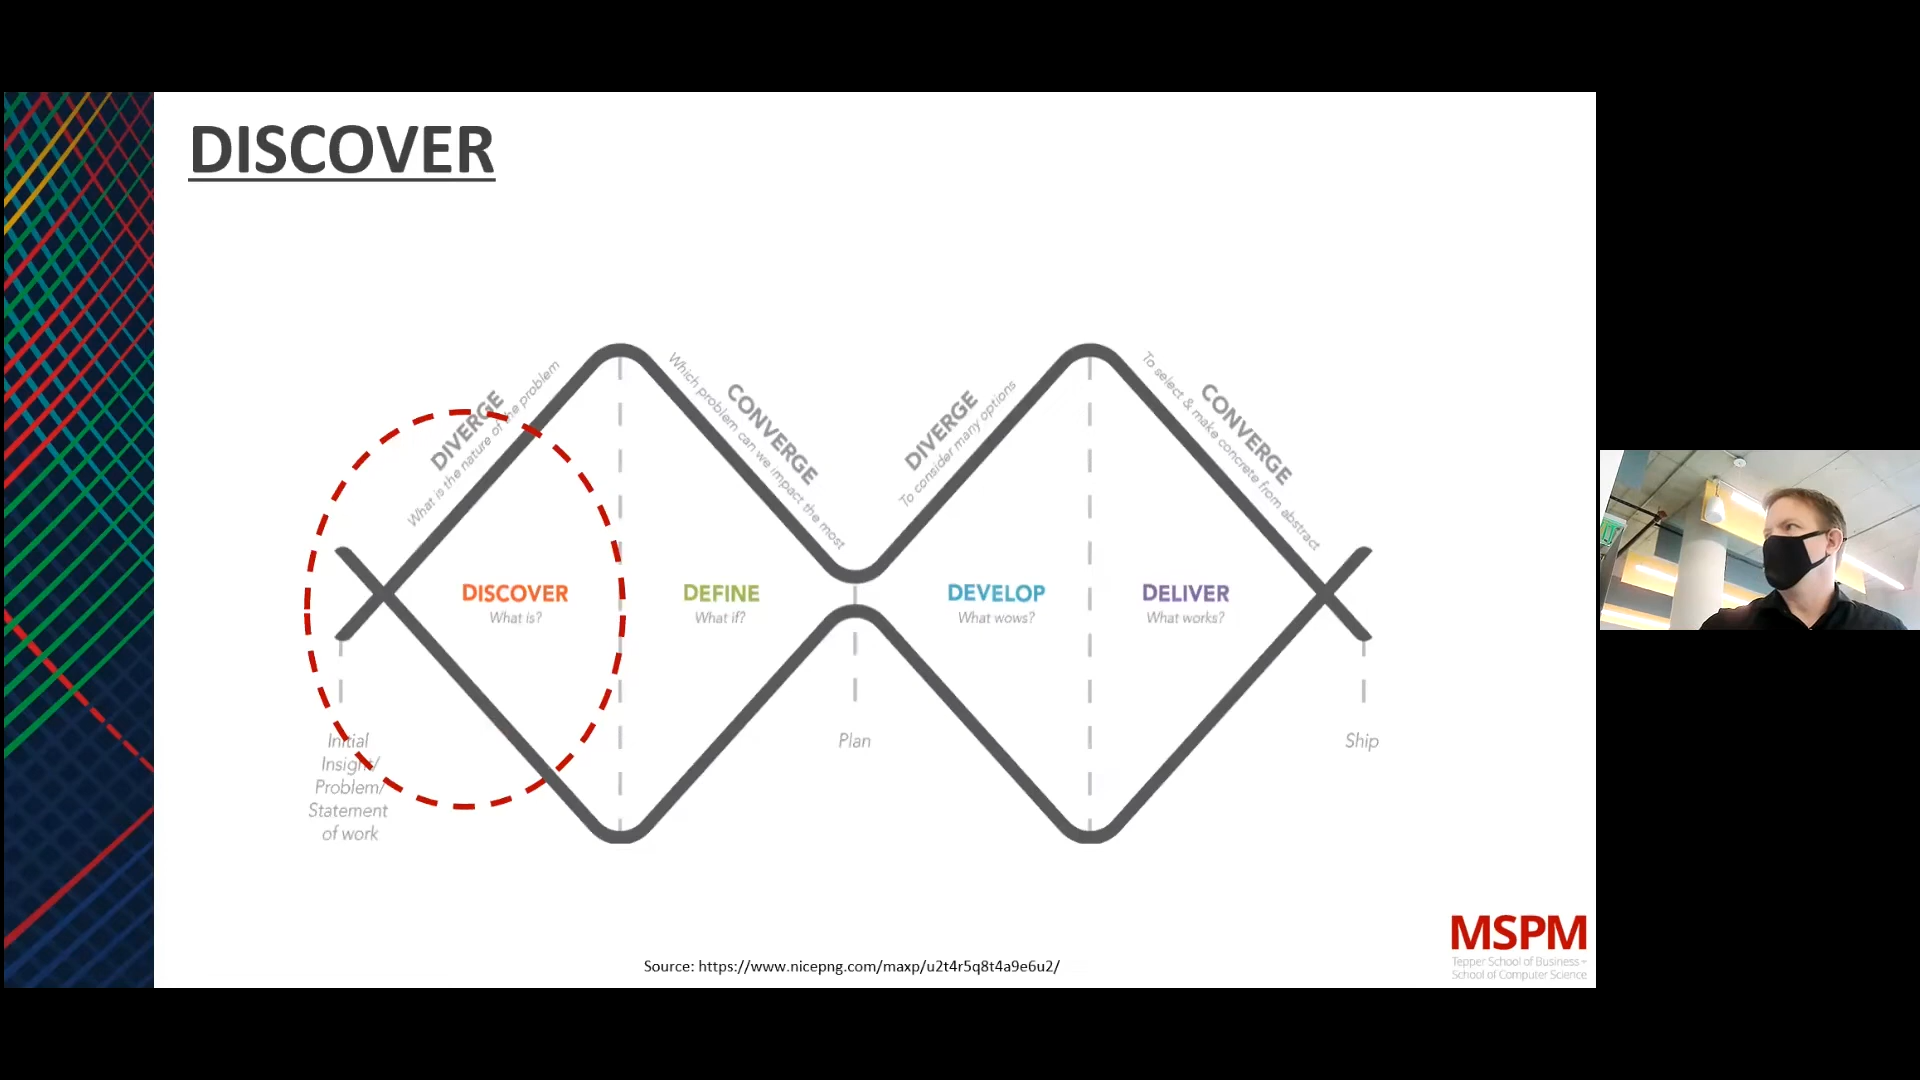 DISCOVER
DIVERGE
What is the nature of the problem
CONVERGE
Which problem can we impact the most
DIVERGE
To consider many options
CONVERGE
To select & make concrete from abstract
DISCOVER
What is?
DEFINE
What if?
DEVELOP
What wows?
DELIVER
What works?
Initial
Insight/
Problem/
Statement
of work
Plan
Ship
Source: https://www.nicepng.com/maxp/u2t4r5q8t4a9e6u2/
MSPM
Tepper School of Business +
School of Computer Science